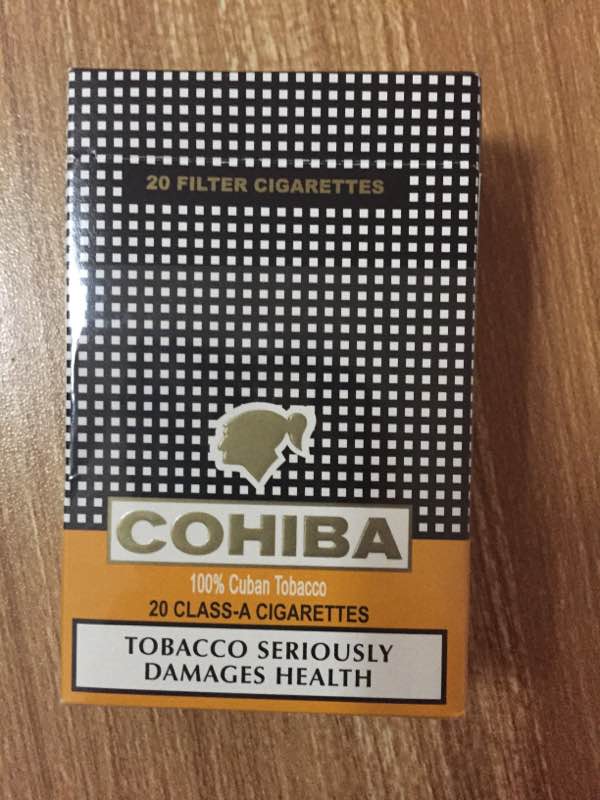 20 FILTER CIGARETTES
COHIBA
100% Cuban Tobacco
20 CLASS-A CIGARETTES
TOBACCO SERIOUSLY
DAMAGES HEALTH